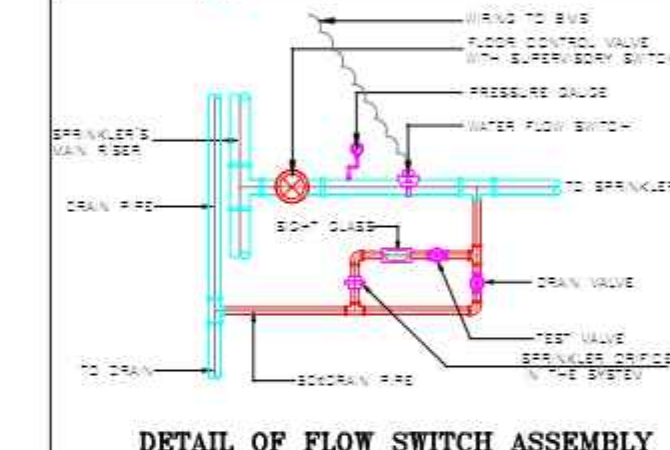 WIRING TO BMS
FLOOR CONTROL VALVE
WITH SUPERVISORY SWITCH
PRESSURE GAUGE
WATER FLOW SWITCH
SPRINKLER'S
MAIN RISER
TO SPRINKLER
DRAIN PIPE
SIGHT GLASS
DRAIN VALVE
TEST VALVE
SPRINKLER ORIFICE
IN THE SYSTEM
TO DRAIN
50ØDRAIN PIPE
DETAIL OF FLOW SWITCH ASSEMBLY